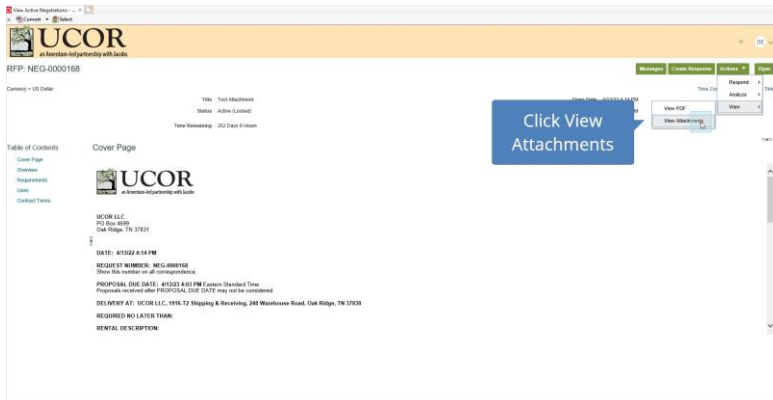 View Active Negotiations - ...
Convert Select
UCOR
an Amentum-led partnership with Jacobs
DE
RFP: NEG-0000168
Messages Create Response Actions Open
Currency = US Dollar
Time Zon
Respond
Title Test Attachment
Analyze
Status Active (Locked)
View
View PDF
Time Remaining 352 Days 0 Hours
View Attachments
Click View
Attachments
Table of Contents
Cover Page
Cover Page
Overview
Requirements
Lines
Contract Terms
UCOR
an Amentum-led partnership with Jacobs
UCOR LLC
PO Box 4699
Oak Ridge, TN 37831
DATE: 4/13/22 4:14 PM
REQUEST NUMBER: NEG-0000168
Show this number on all correspondence.
PROPOSAL DUE DATE: 4/13/23 4:03 PM Eastern Standard Time
Proposals received after PROPOSAL DUE DATE may not be considered
DELIVERY AT: UCOR LLC, 1916-T2 Shipping & Receiving, 240 Warehouse Road, Oak Ridge, TN 37830
REQUIRED NO LATER THAN:
RENTAL DESCRIPTION: